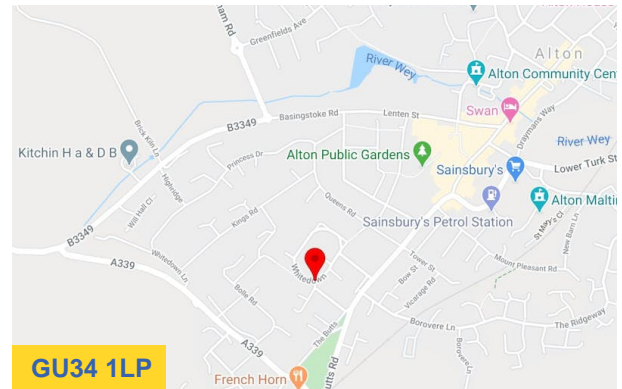 Greenfields Ave
ham Rd
River Wey
Alton
Alton Community Cent
Swan
Draymans Way
B3349
Basingstoke Rd
Lenten St
Brick Kiln Ln
Kitchin H a & D B
River Wey
Princess Dr
Alton Public Gardens
Sainsbury's
Lower Turk St
Highridge
Will Hall Cl
Queens Rd
Sainsbury's Petrol Station
Alton Maltin
Kings Rd
St Mary
New Barn Ln
B3349
A339
Whitedown Ln
Whitedown
Tower St
Bow St
Mount Pleasant Rd
Vicarage Rd
Bolle Rd
The Butts
Borovere Ln
The Ridgeway
Borovere Ln
A339
utts Rd
GU34 1LP
French Horn